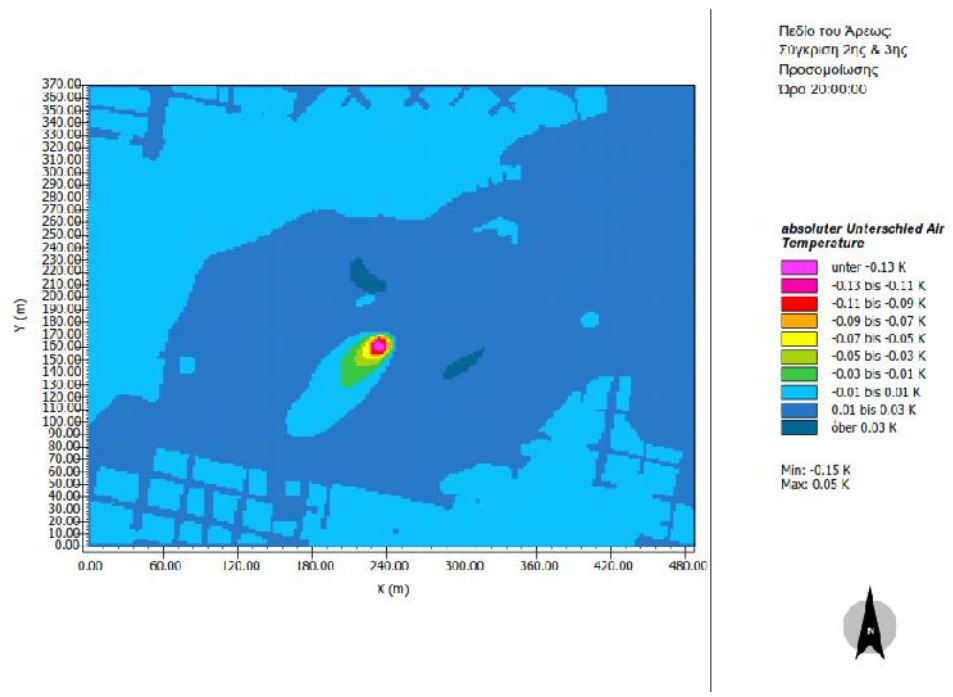 Πεδίο του Άρεως:
Σύγκριση 2ης & 3ης
Προσομοίωσης
Ώρα 20:00:00
370.00
360.00
350.00
340.00
330.00
320.00
310.00
300.00
290.00
280.00
270.00
260.00
250.00
240.00
230.00
220.00
210.00
200.00
190.00
180.00
170.00
160.00
150.00
140.00
130.00
120.00
110.00
100.00
90.00
80.00
70.00
60.00
50.00
40.00
30.00
20.00
10.00
0.00
Y (m)
0.00 60.00 120.00 180.00 240.00 300.00 360.00 420.00 480.00
X (m)
absoluter Unterschied Air
Temperature
unter -0.13 K
-0.13 bis -0.11 K
-0.11 bis -0.09 K
-0.09 bis -0.07 K
-0.07 bis -0.05 K
-0.05 bis -0.03 K
-0.03 bis -0.01 K
-0.01 bis 0.01 K
0.01 bis 0.03 K
όber 0.03 K
Min: -0.15 K
Max: 0.05 K
N